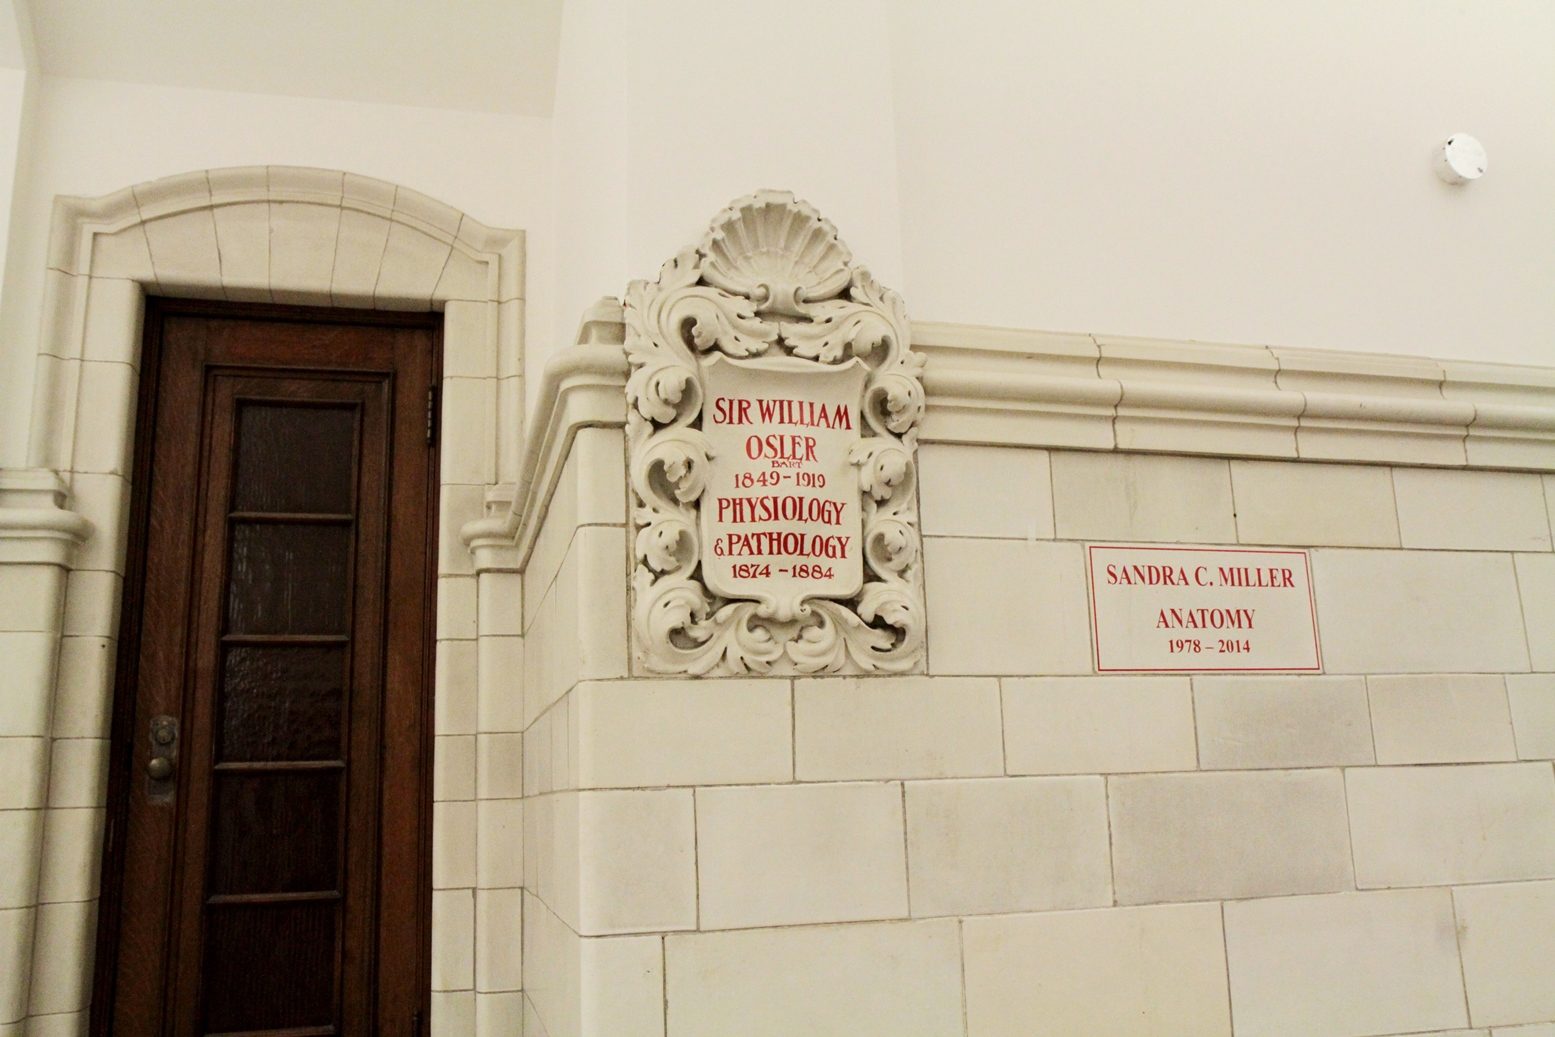 SIR WILLIAM
OSLER
BART
1849-1919
PHYSIOLOGY
& PATHOLOGY
1874-1884
SANDRA C. MILLER
ANATOMY
1978 – 2014